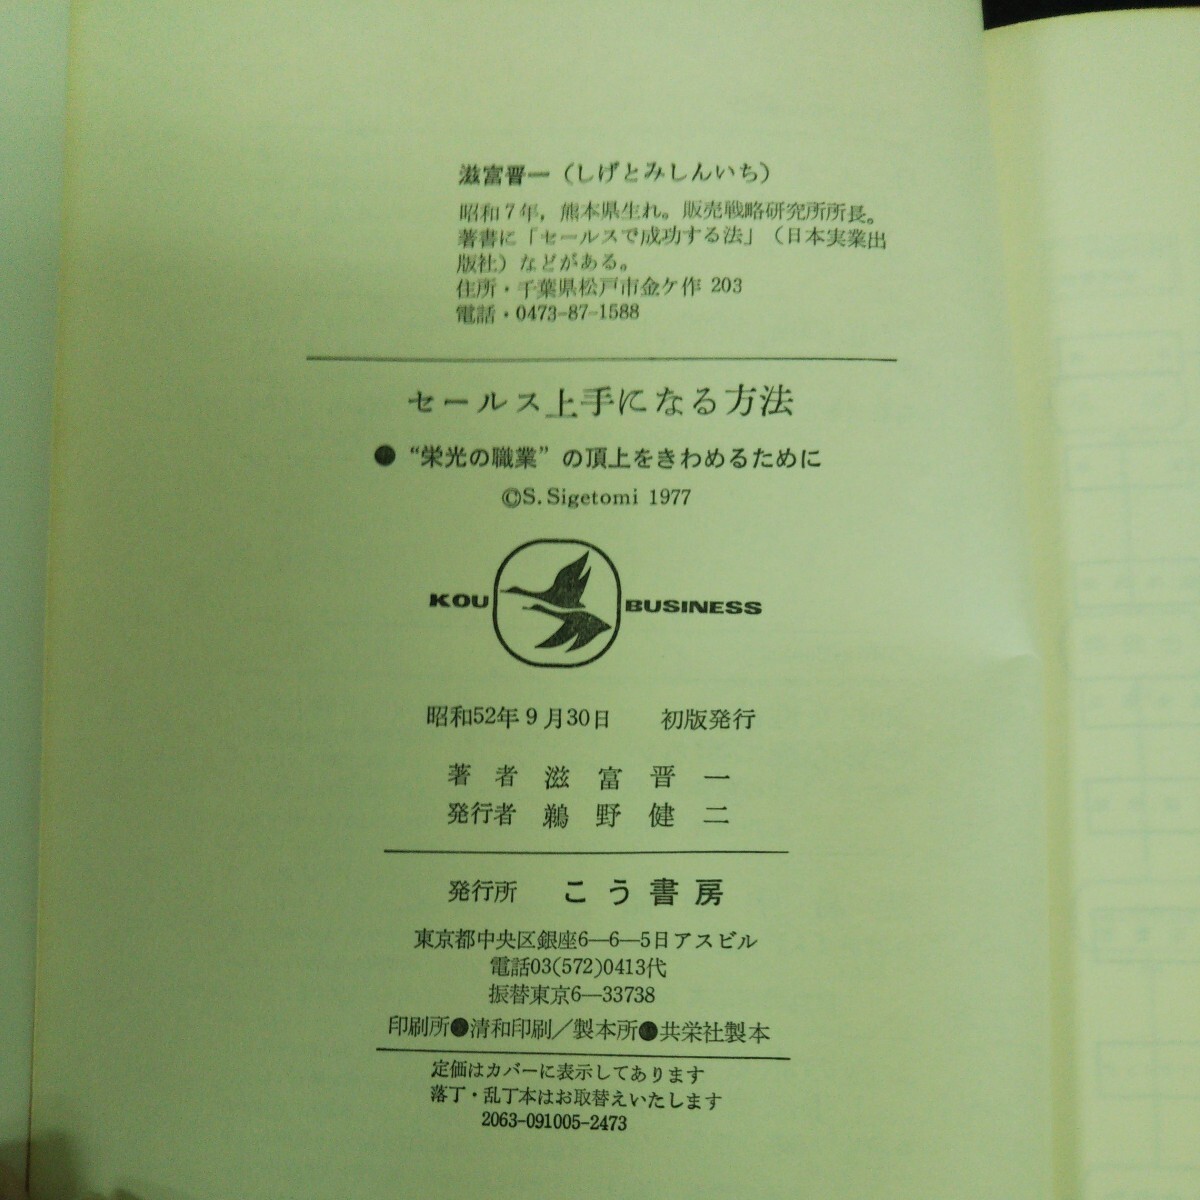 滋富晋一（しげとみしんいち）
昭和7年，熊本県生れ。販売戦略研究所所長。
著書に「セールスで成功する法」（日本実業出
版社）などがある。
住所・千葉県松戸市金ケ作 203
電話・0473-87-1588
セールス上手になる方法
●“栄光の職業”の頂上をきわめるために
©S. Sigetomi 1977
KOU BUSINESS
昭和52年9月30日 初版発行
著者 滋富晋一
発行者 鵜野健二
発行所 こう書房
東京都中央区銀座6—6—5日アスビル
電話03(572)0413代
振替東京6—33738
印刷所●清和印刷／製本所●共栄社製本
定価はカバーに表示してあります
落丁・乱丁本はお取替えいたします
2063-091005-2473